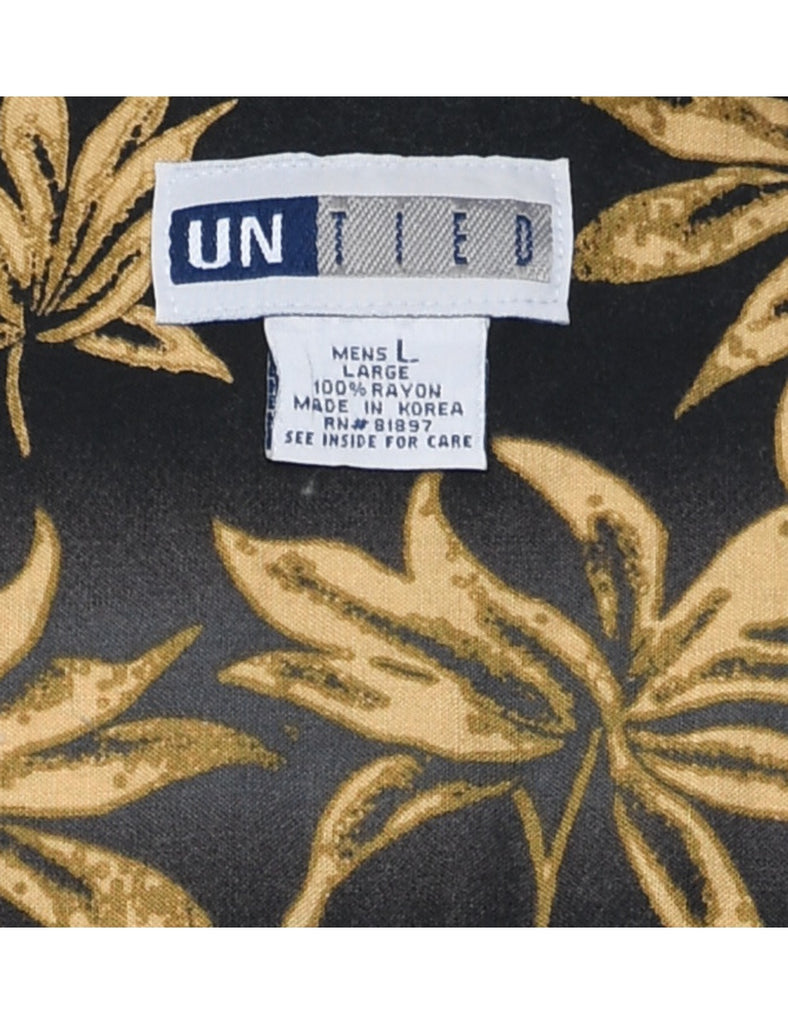 UNTIED
MENS L
LARGE
100% RAYON
MADE IN KOREA
RN# 81897
SEE INSIDE FOR CARE